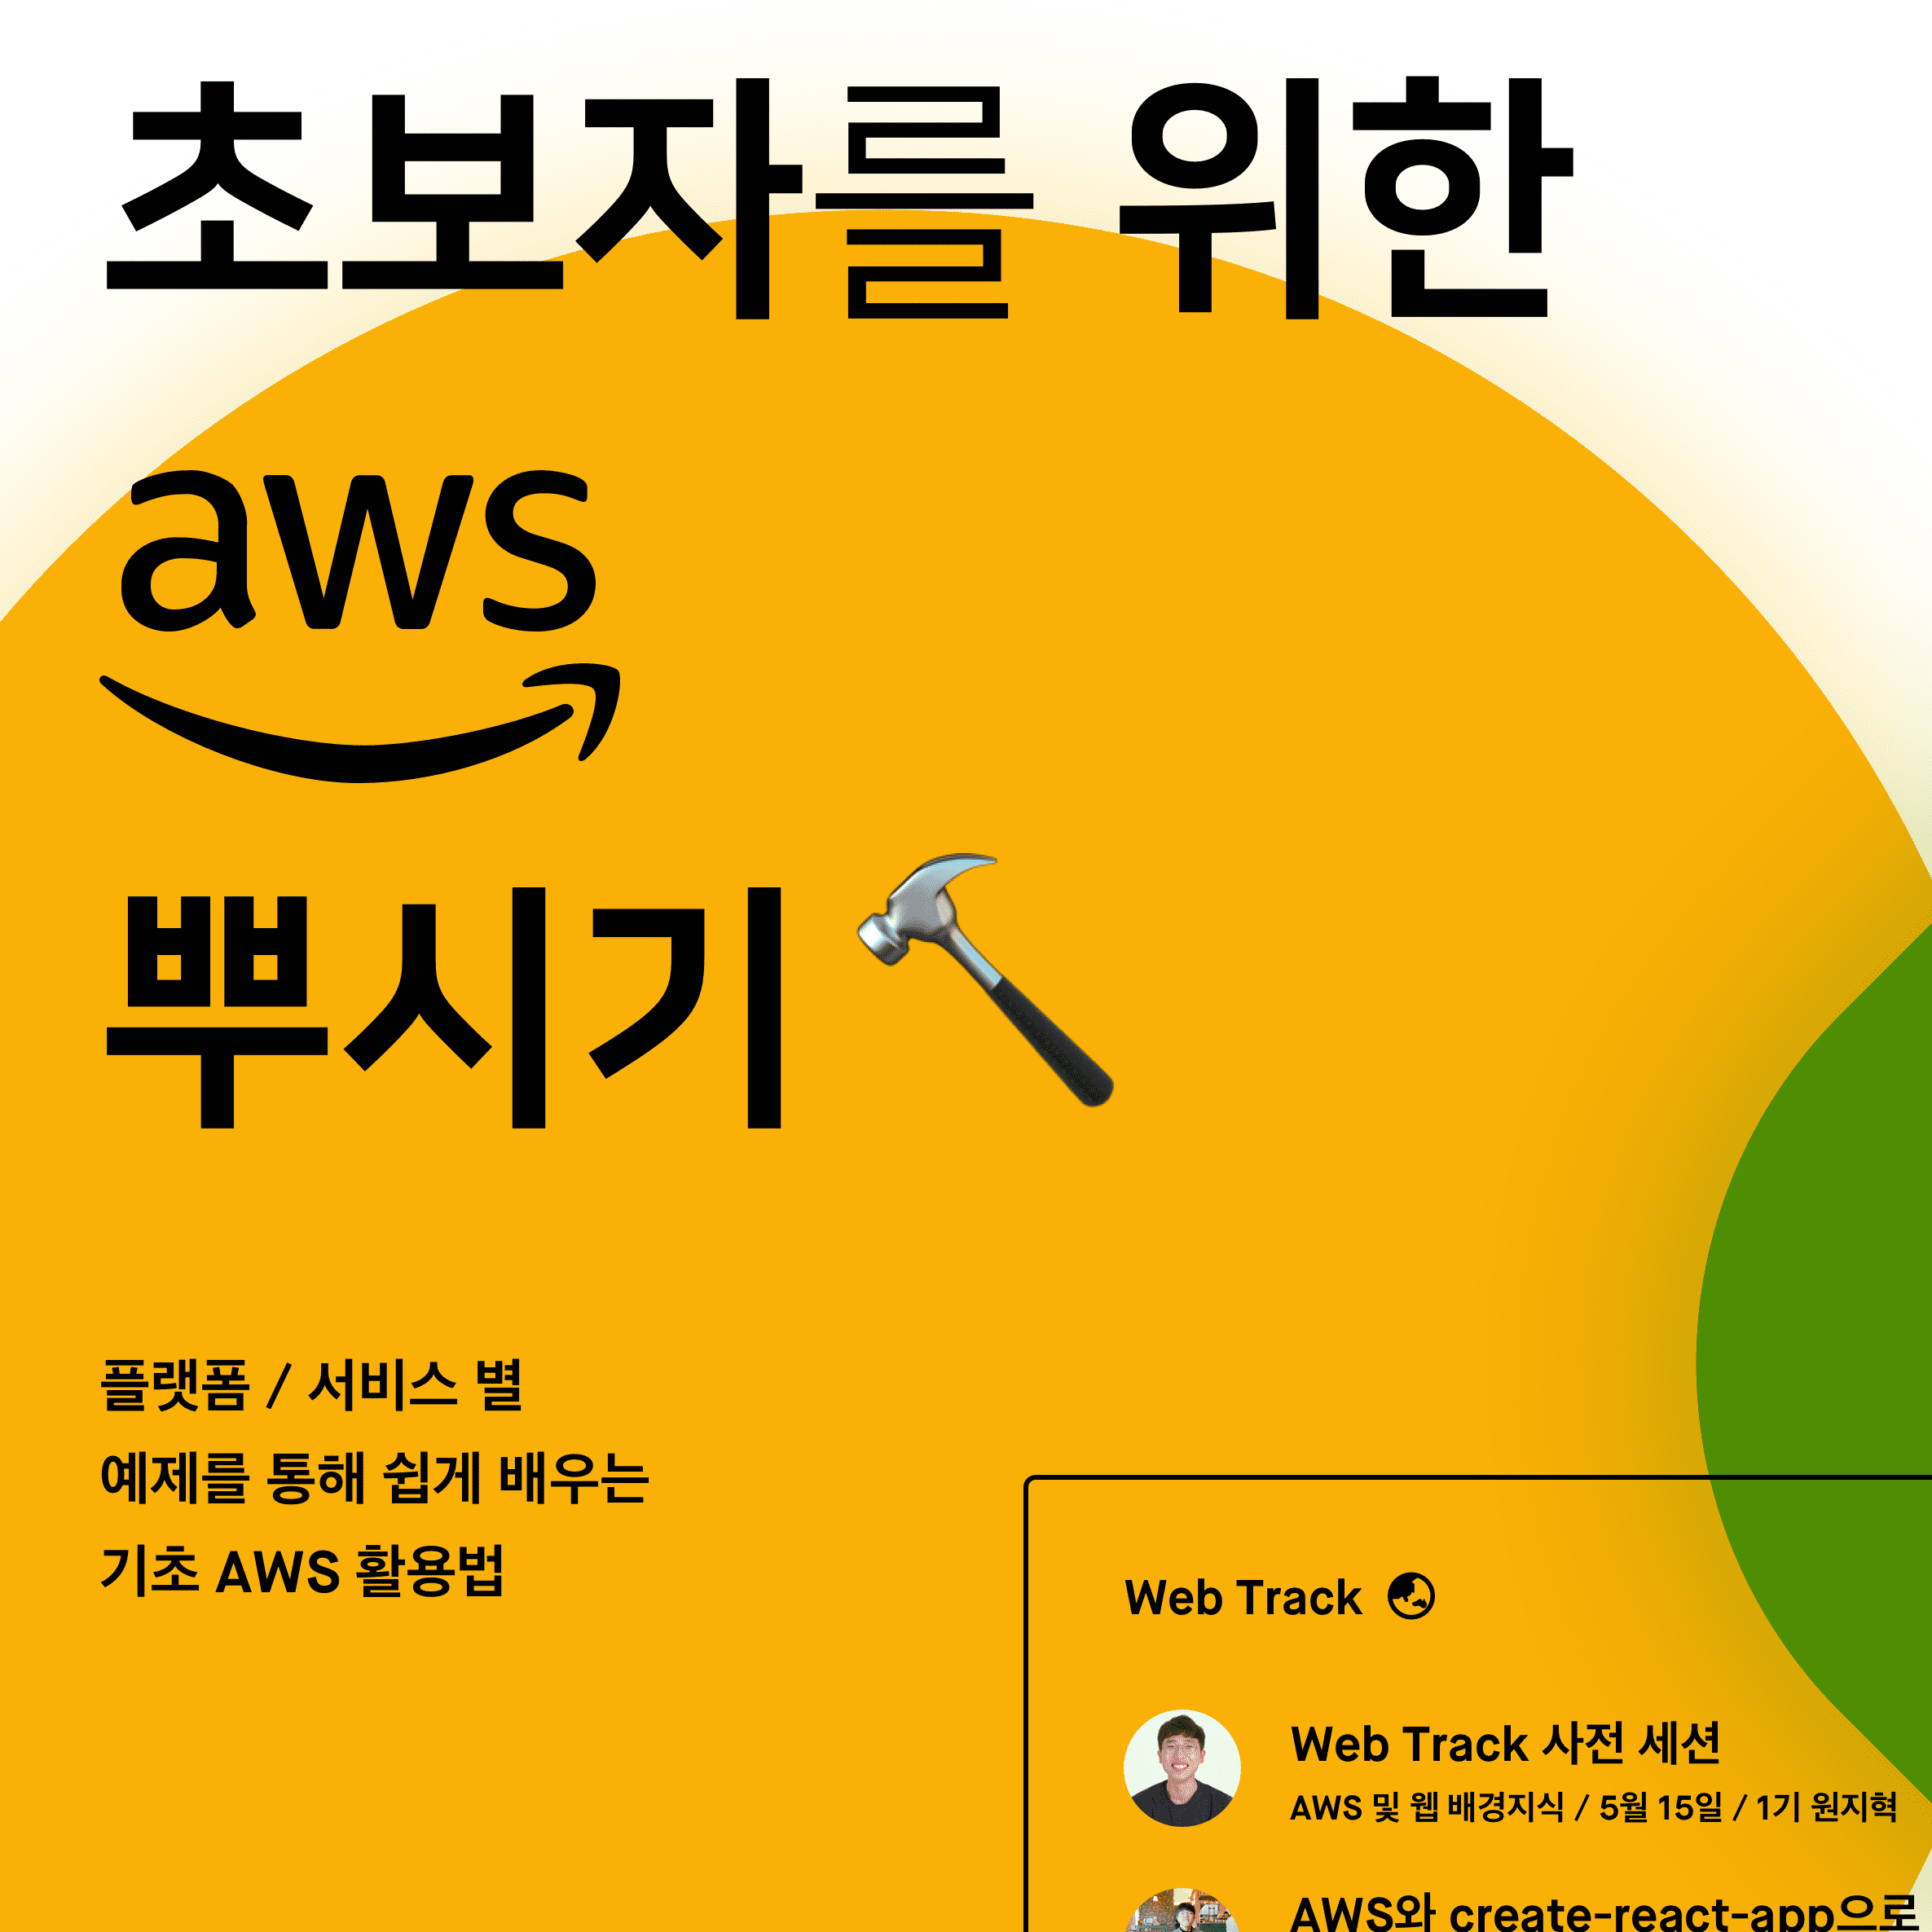 초보자를 위한
aws
뿌시기
플랫폼 / 서비스 별
예제를 통해 쉽게 배우는
기초 AWS 활용법
Web Track
Web Track 사전 세션
AWS 및 웹 배경지식 / 5월 15일 / 1기 원지혁
AWS와 create-react-app으로